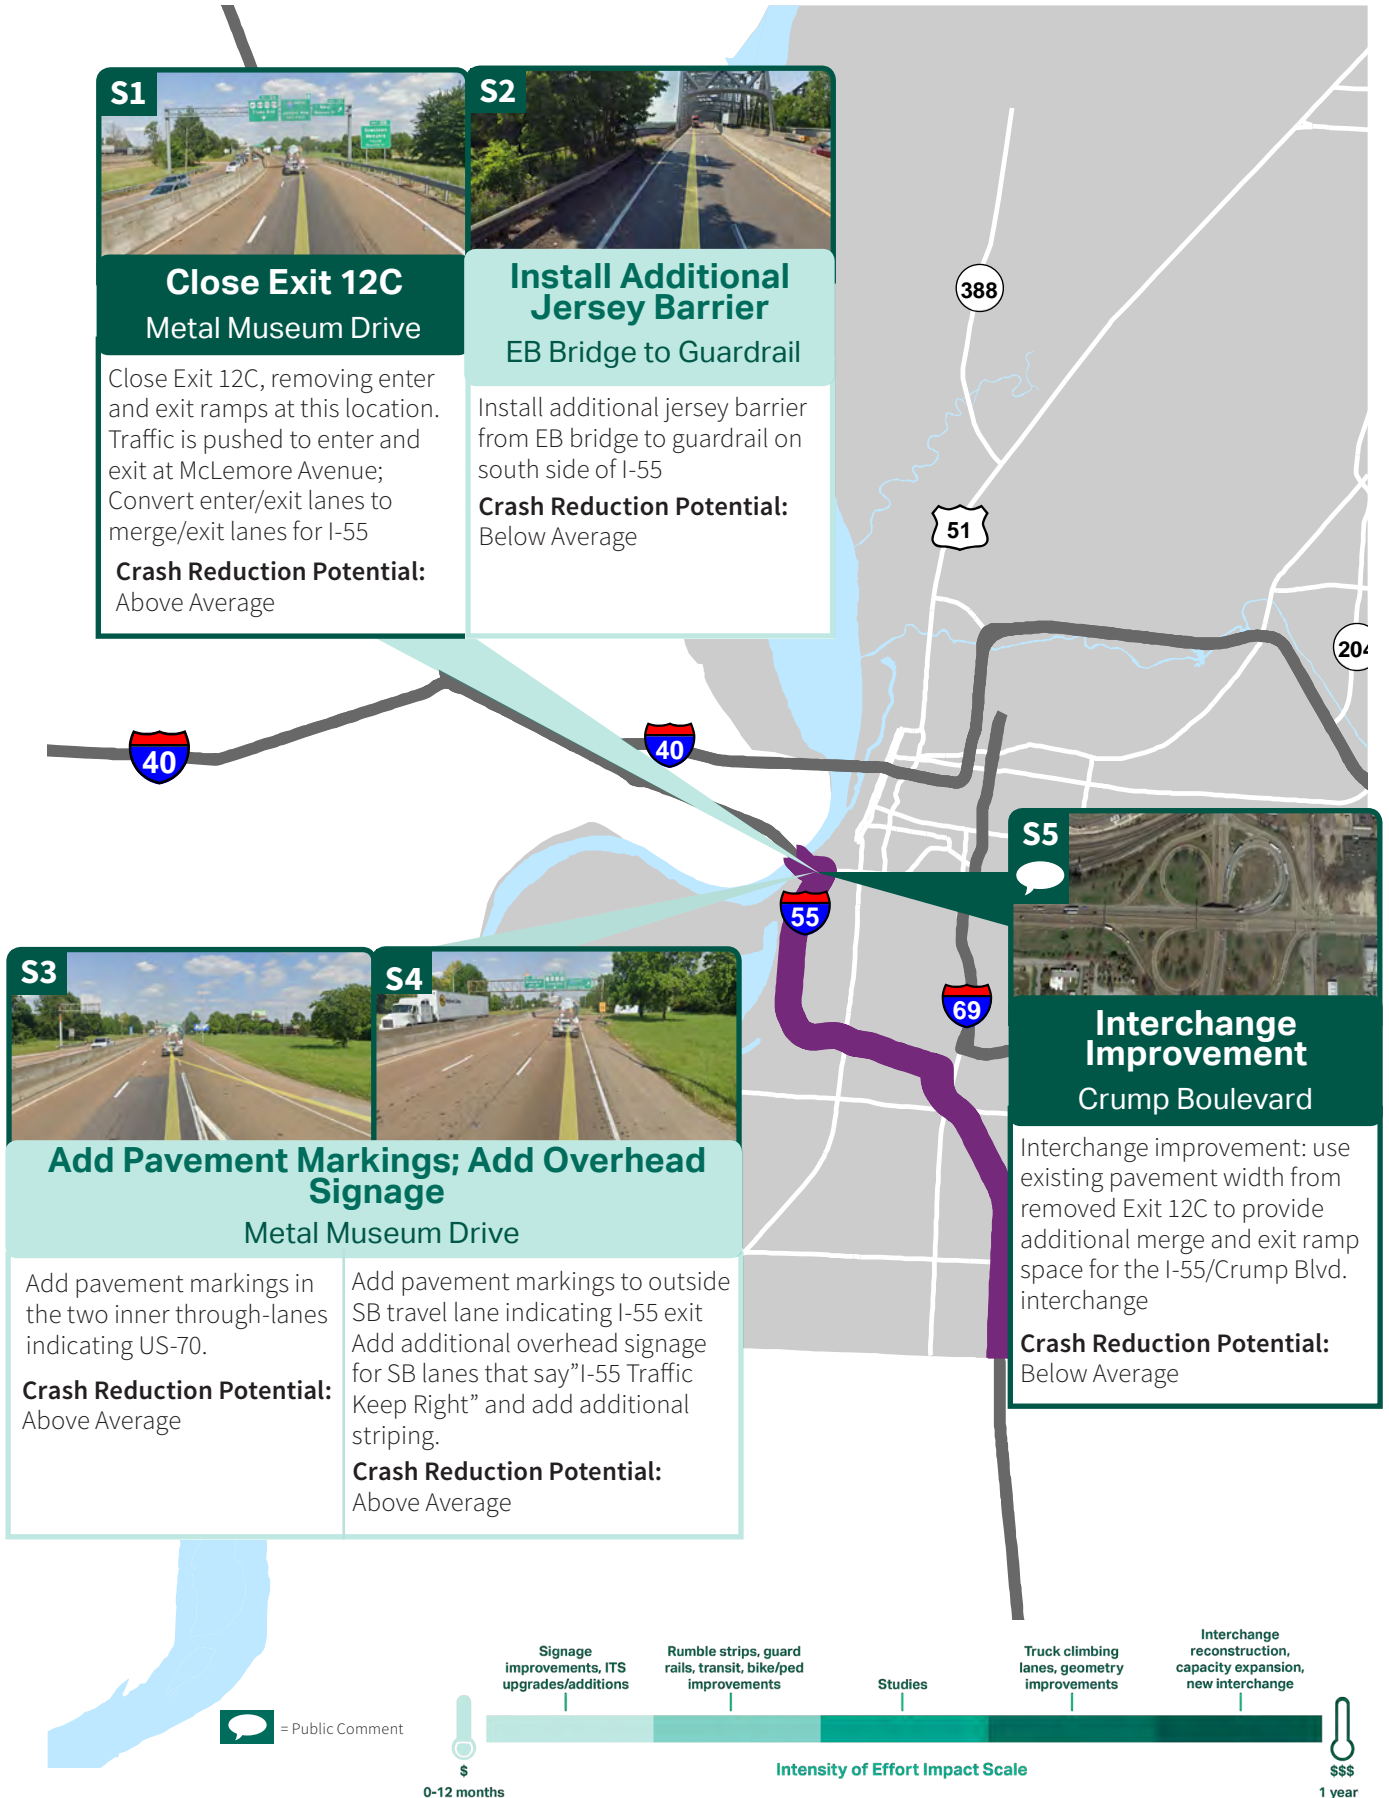 S1
Close Exit 12C
Metal Museum Drive
Close Exit 12C, removing enter
and exit ramps at this location.
Traffic is pushed to enter and
exit at McLemore Avenue;
Convert enter/exit lanes to
merge/exit lanes for I-55
Crash Reduction Potential:
Above Average
S2
Install Additional
Jersey Barrier
EB Bridge to Guardrail
Install additional jersey barrier
from EB bridge to guardrail on
south side of I-55
Crash Reduction Potential:
Below Average
388
51
204
40
40
55
69
S3
S4
Add Pavement Markings; Add Overhead
Signage
Metal Museum Drive
Add pavement markings in
the two inner through-lanes
indicating US-70.
Crash Reduction Potential:
Above Average
Add pavement markings to outside
SB travel lane indicating I-55 exit
Add additional overhead signage
for SB lanes that say”I-55 Traffic
Keep Right” and add additional
striping.
Crash Reduction Potential:
Above Average
S5
Interchange
Improvement
Crump Boulevard
Interchange improvement: use
existing pavement width from
removed Exit 12C to provide
additional merge and exit ramp
space for the I-55/Crump Blvd.
interchange
Crash Reduction Potential:
Below Average
= Public Comment
Signage
improvements, ITS
upgrades/additions
Rumble strips, guard
rails, transit, bike/ped
improvements
Studies
Truck climbing
lanes, geometry
improvements
Interchange
reconstruction,
capacity expansion,
new interchange
Intensity of Effort Impact Scale
$
0-12 months
$$$
1 year